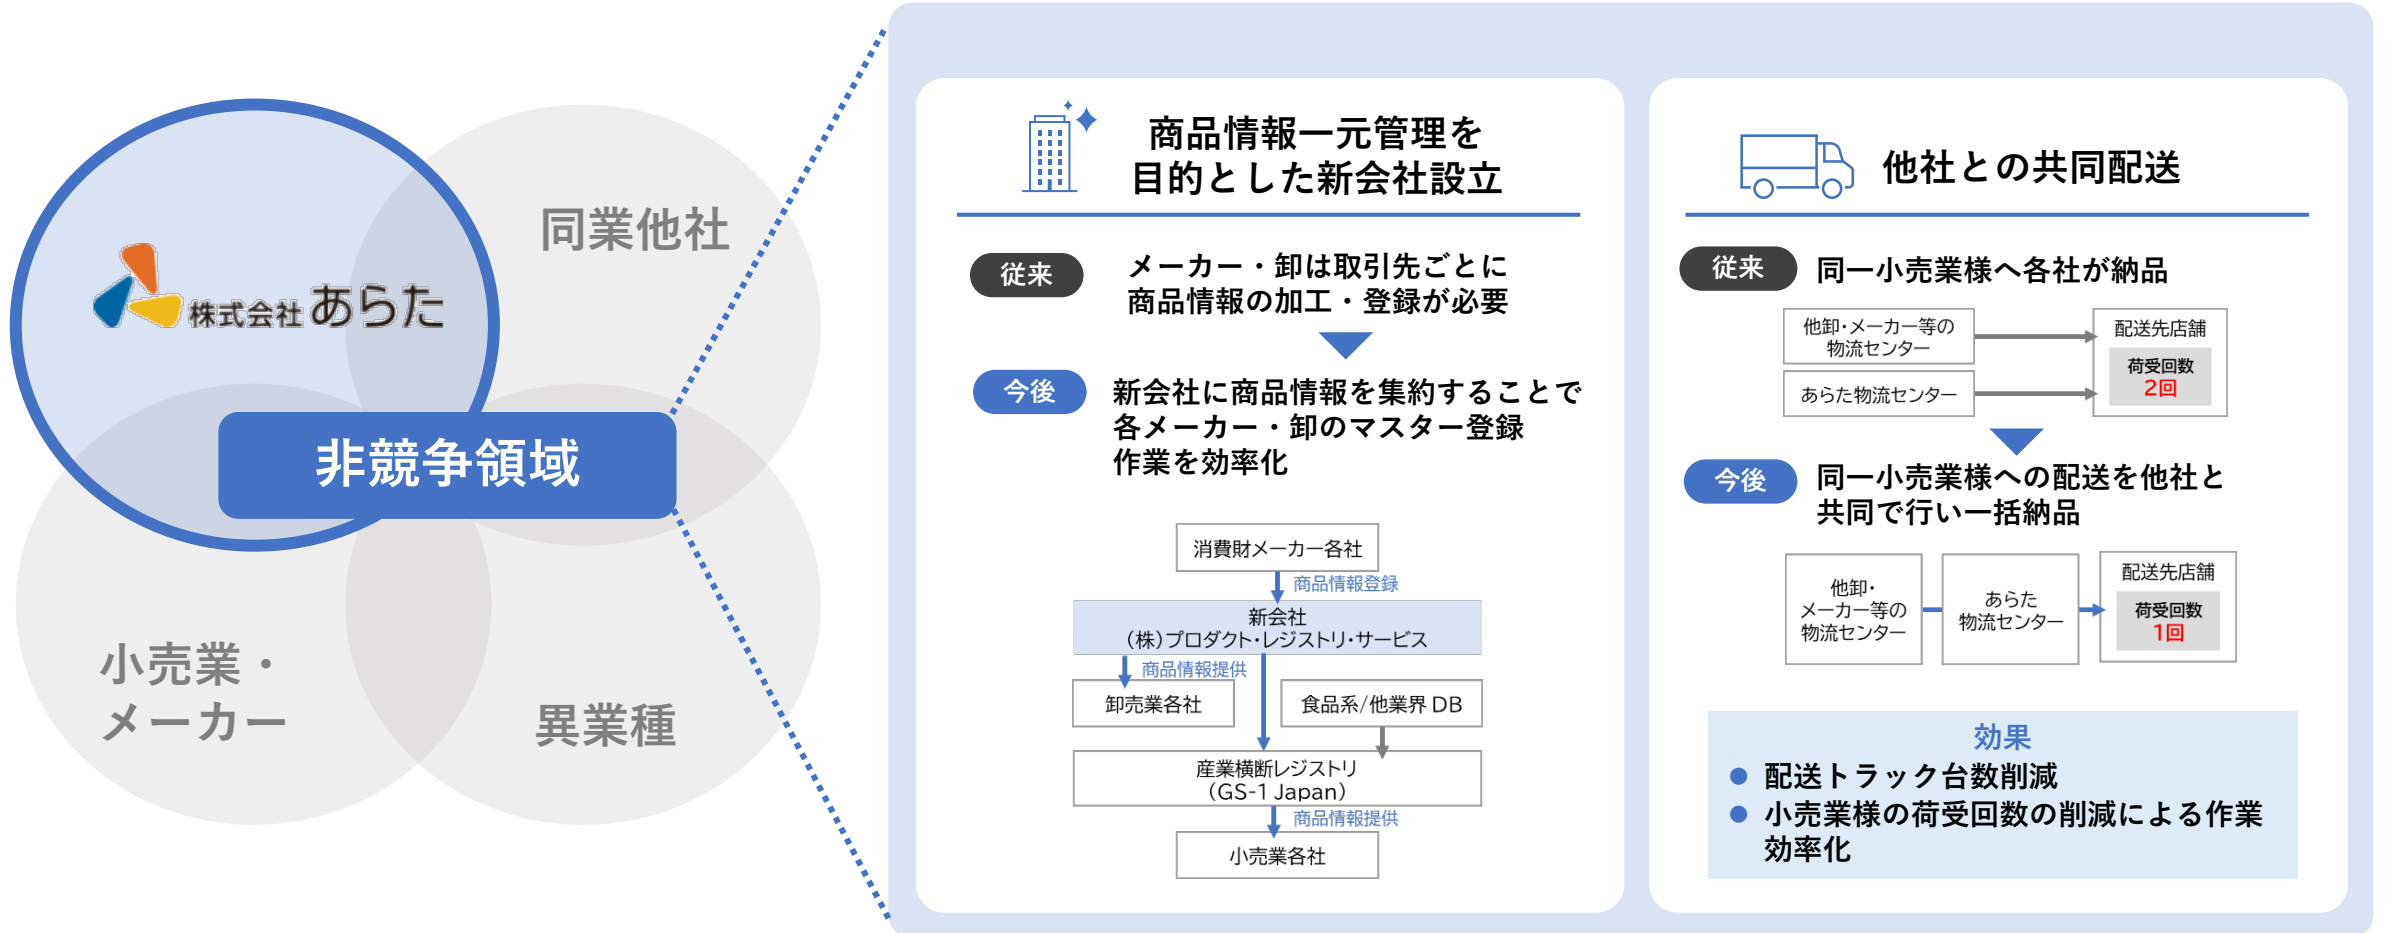 株式会社 あらた
同業他社
非競争領域
小売業・
メーカー
異業種
商品情報一元管理を
目的とした新会社設立
従来
メーカー・卸は取引先ごとに
商品情報の加工・登録が必要
今後
新会社に商品情報を集約することで
各メーカー・卸のマスター登録
作業を効率化
消費財メーカー各社
商品情報登録
新会社
（株）プロダクト・レジストリ・サービス
商品情報提供
卸売業各社
食品系/他業界 DB
産業横断レジストリ
（GS-1 Japan）
商品情報提供
小売業各社
他社との共同配送
従来
同一小売業様へ各社が納品
他卸・メーカー等の
物流センター
あらた物流センター
配送先店舗
荷受回数
2回
今後
同一小売業様への配送を他社と
共同で行い一括納品
他卸・
メーカー等の
物流センター
あらた
物流センター
配送先店舗
荷受回数
1回
効果
● 配送トラック台数削減
● 小売業様の荷受回数の削減による作業
効率化